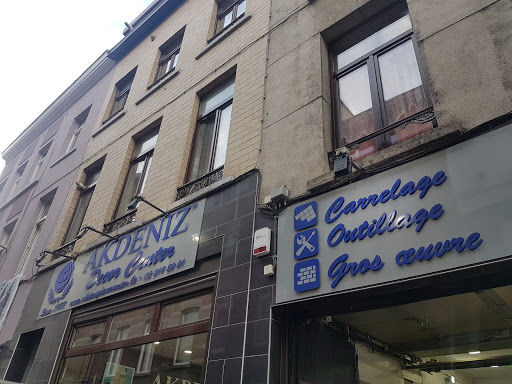 AKDENIZ
Decor Center
Carrelage
Outillage
Gros œuvre